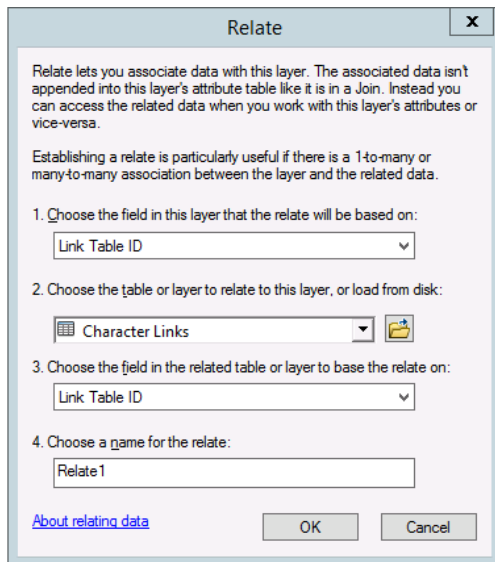 Relate
x
Relate lets you associate data with this layer. The associated data isn't
appended into this layer's attribute table like it is in a Join. Instead you
can access the related data when you work with this layer's attributes or
vice-versa.
Establishing a relate is particularly useful if there is a 1-to-many or
many-to-many association between the layer and the related data.
1. Choose the field in this layer that the relate will be based on:
Link Table ID
2. Choose the table or layer to relate to this layer, or load from disk:
Character Links
3. Choose the field in the related table or layer to base the relate on:
Link Table ID
4. Choose a name for the relate:
Relate1
About relating data
OK
Cancel